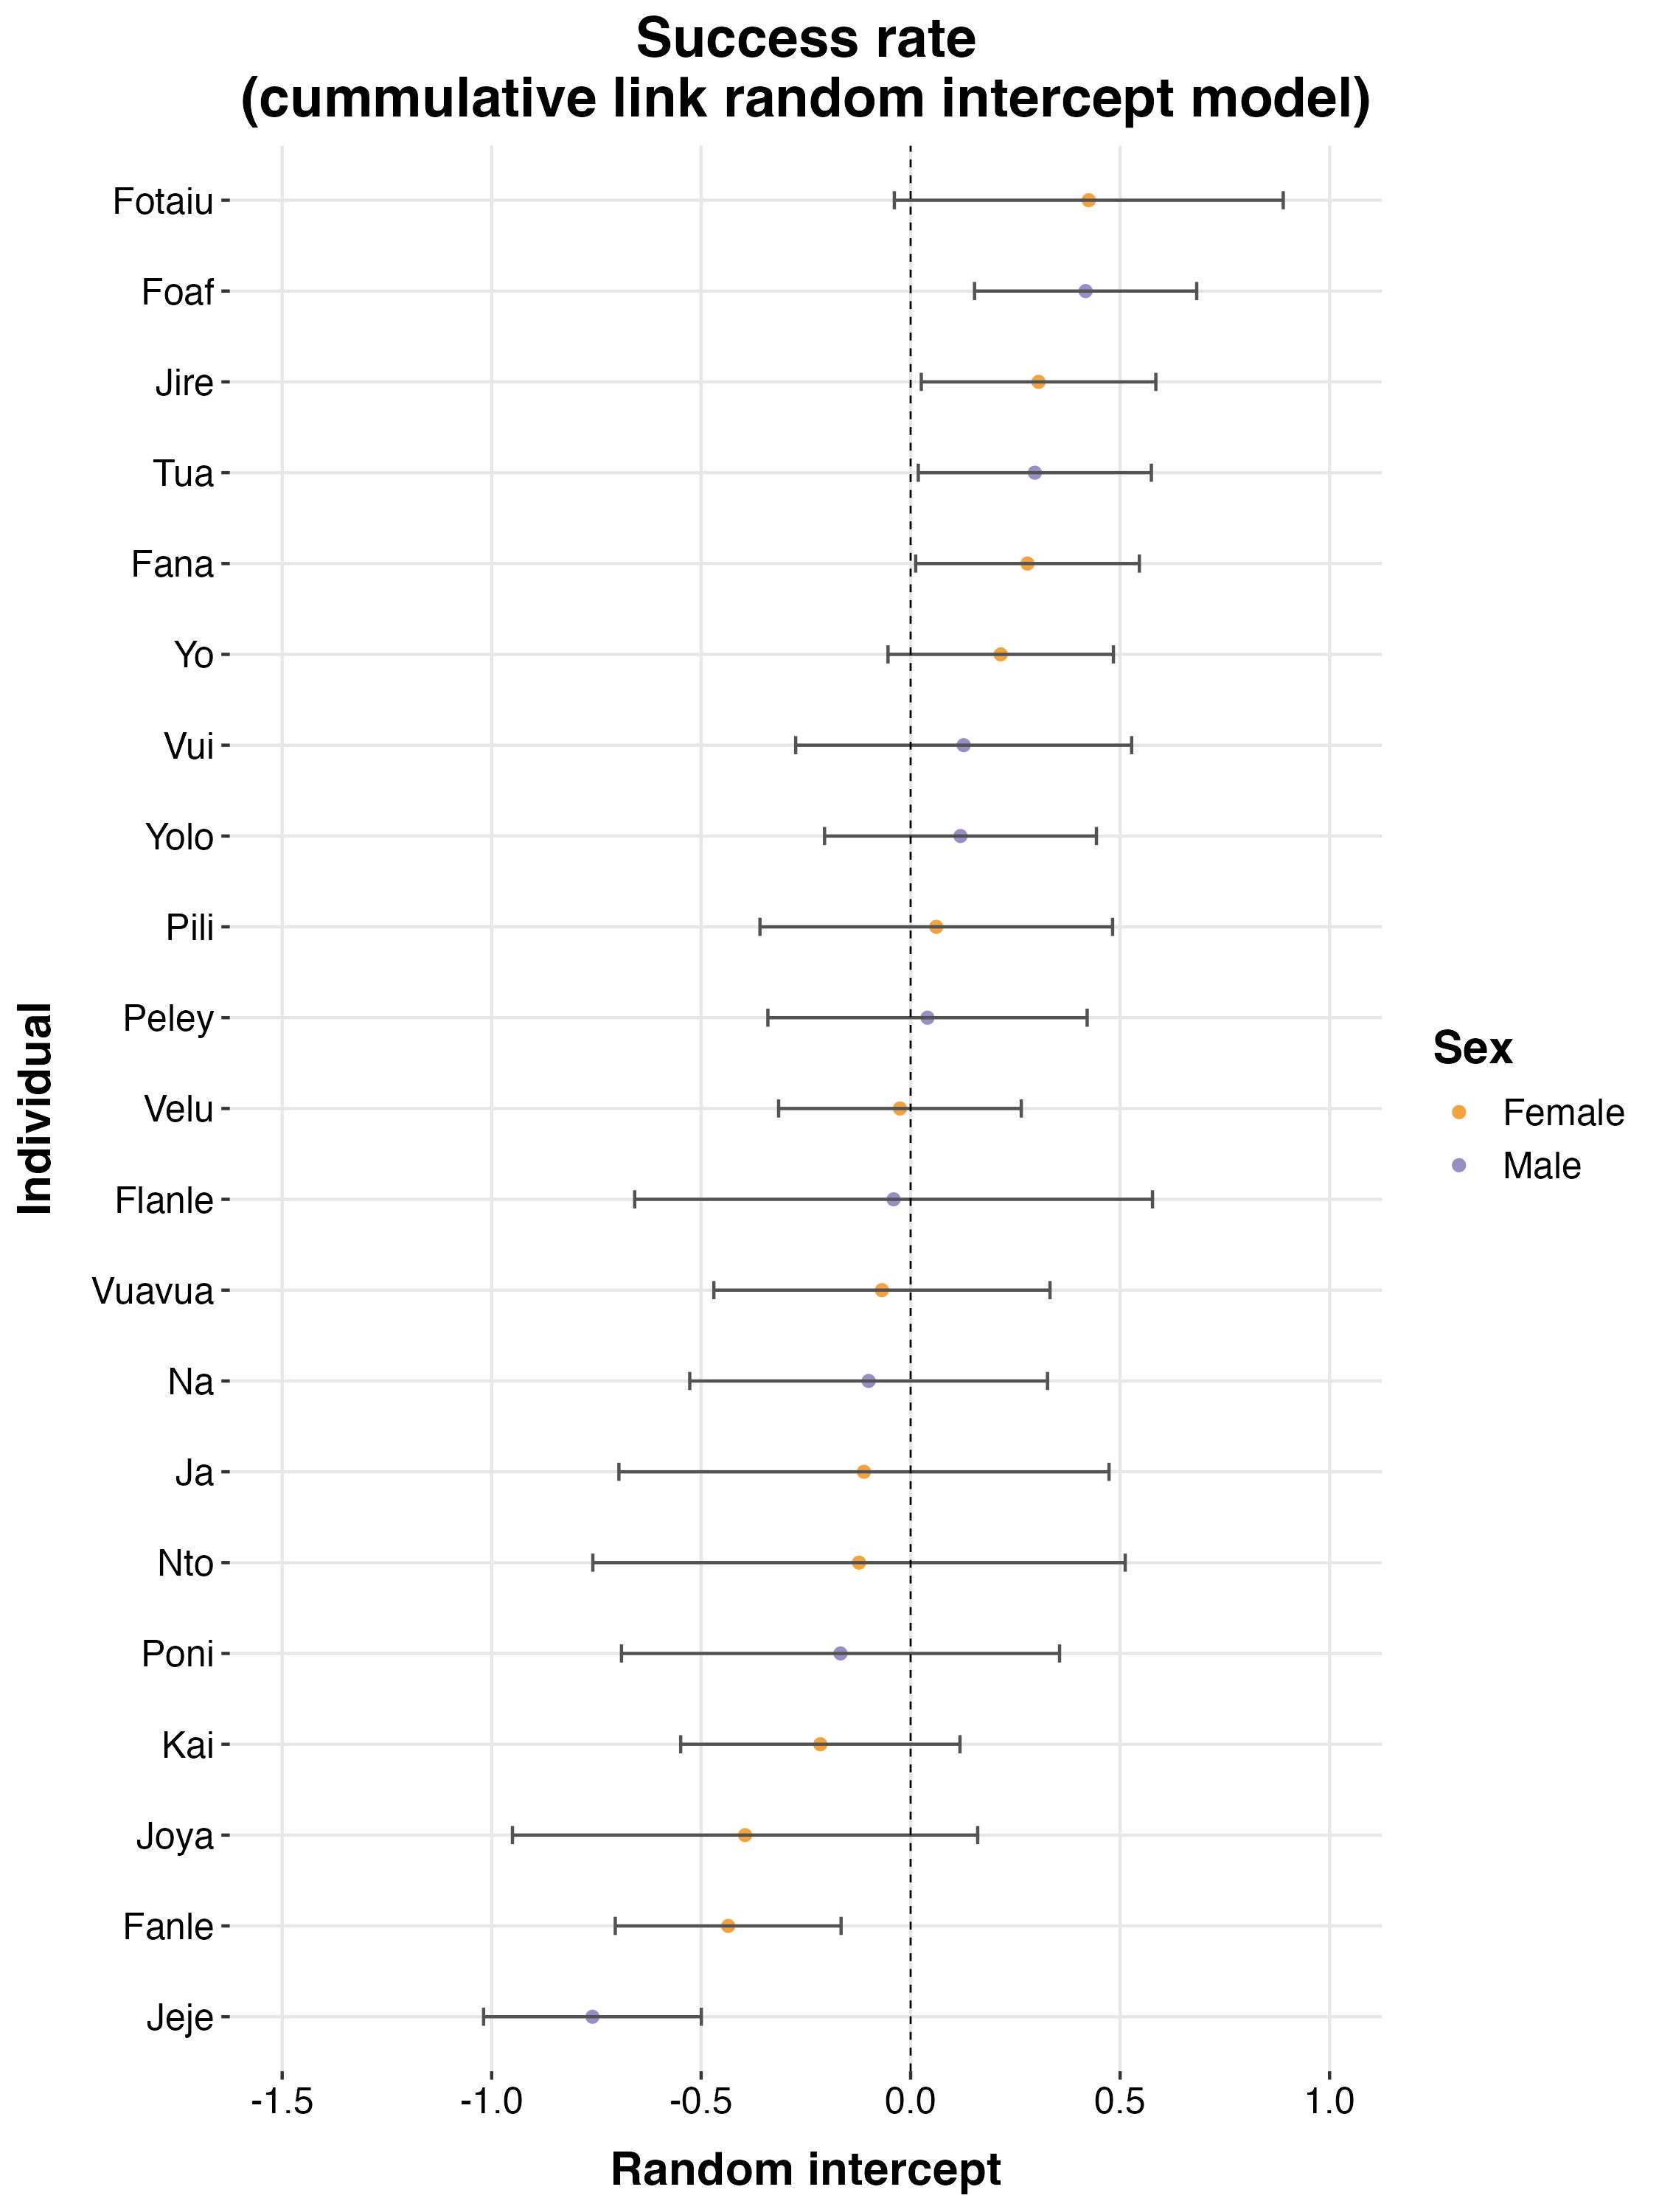 Success rate
(cummulative link random intercept model)
Fotaiu
Foaf
Jire
Tua
Fana
Yo
Vui
Yolo
Pili
Peley
Velu
Flanle
Vuavua
Na
Ja
Nto
Poni
Kai
Joya
Fanle
Jeje
Individual
-1.5 -1.0 -0.5 0.0 0.5 1.0
Random intercept
Sex
Female
Male